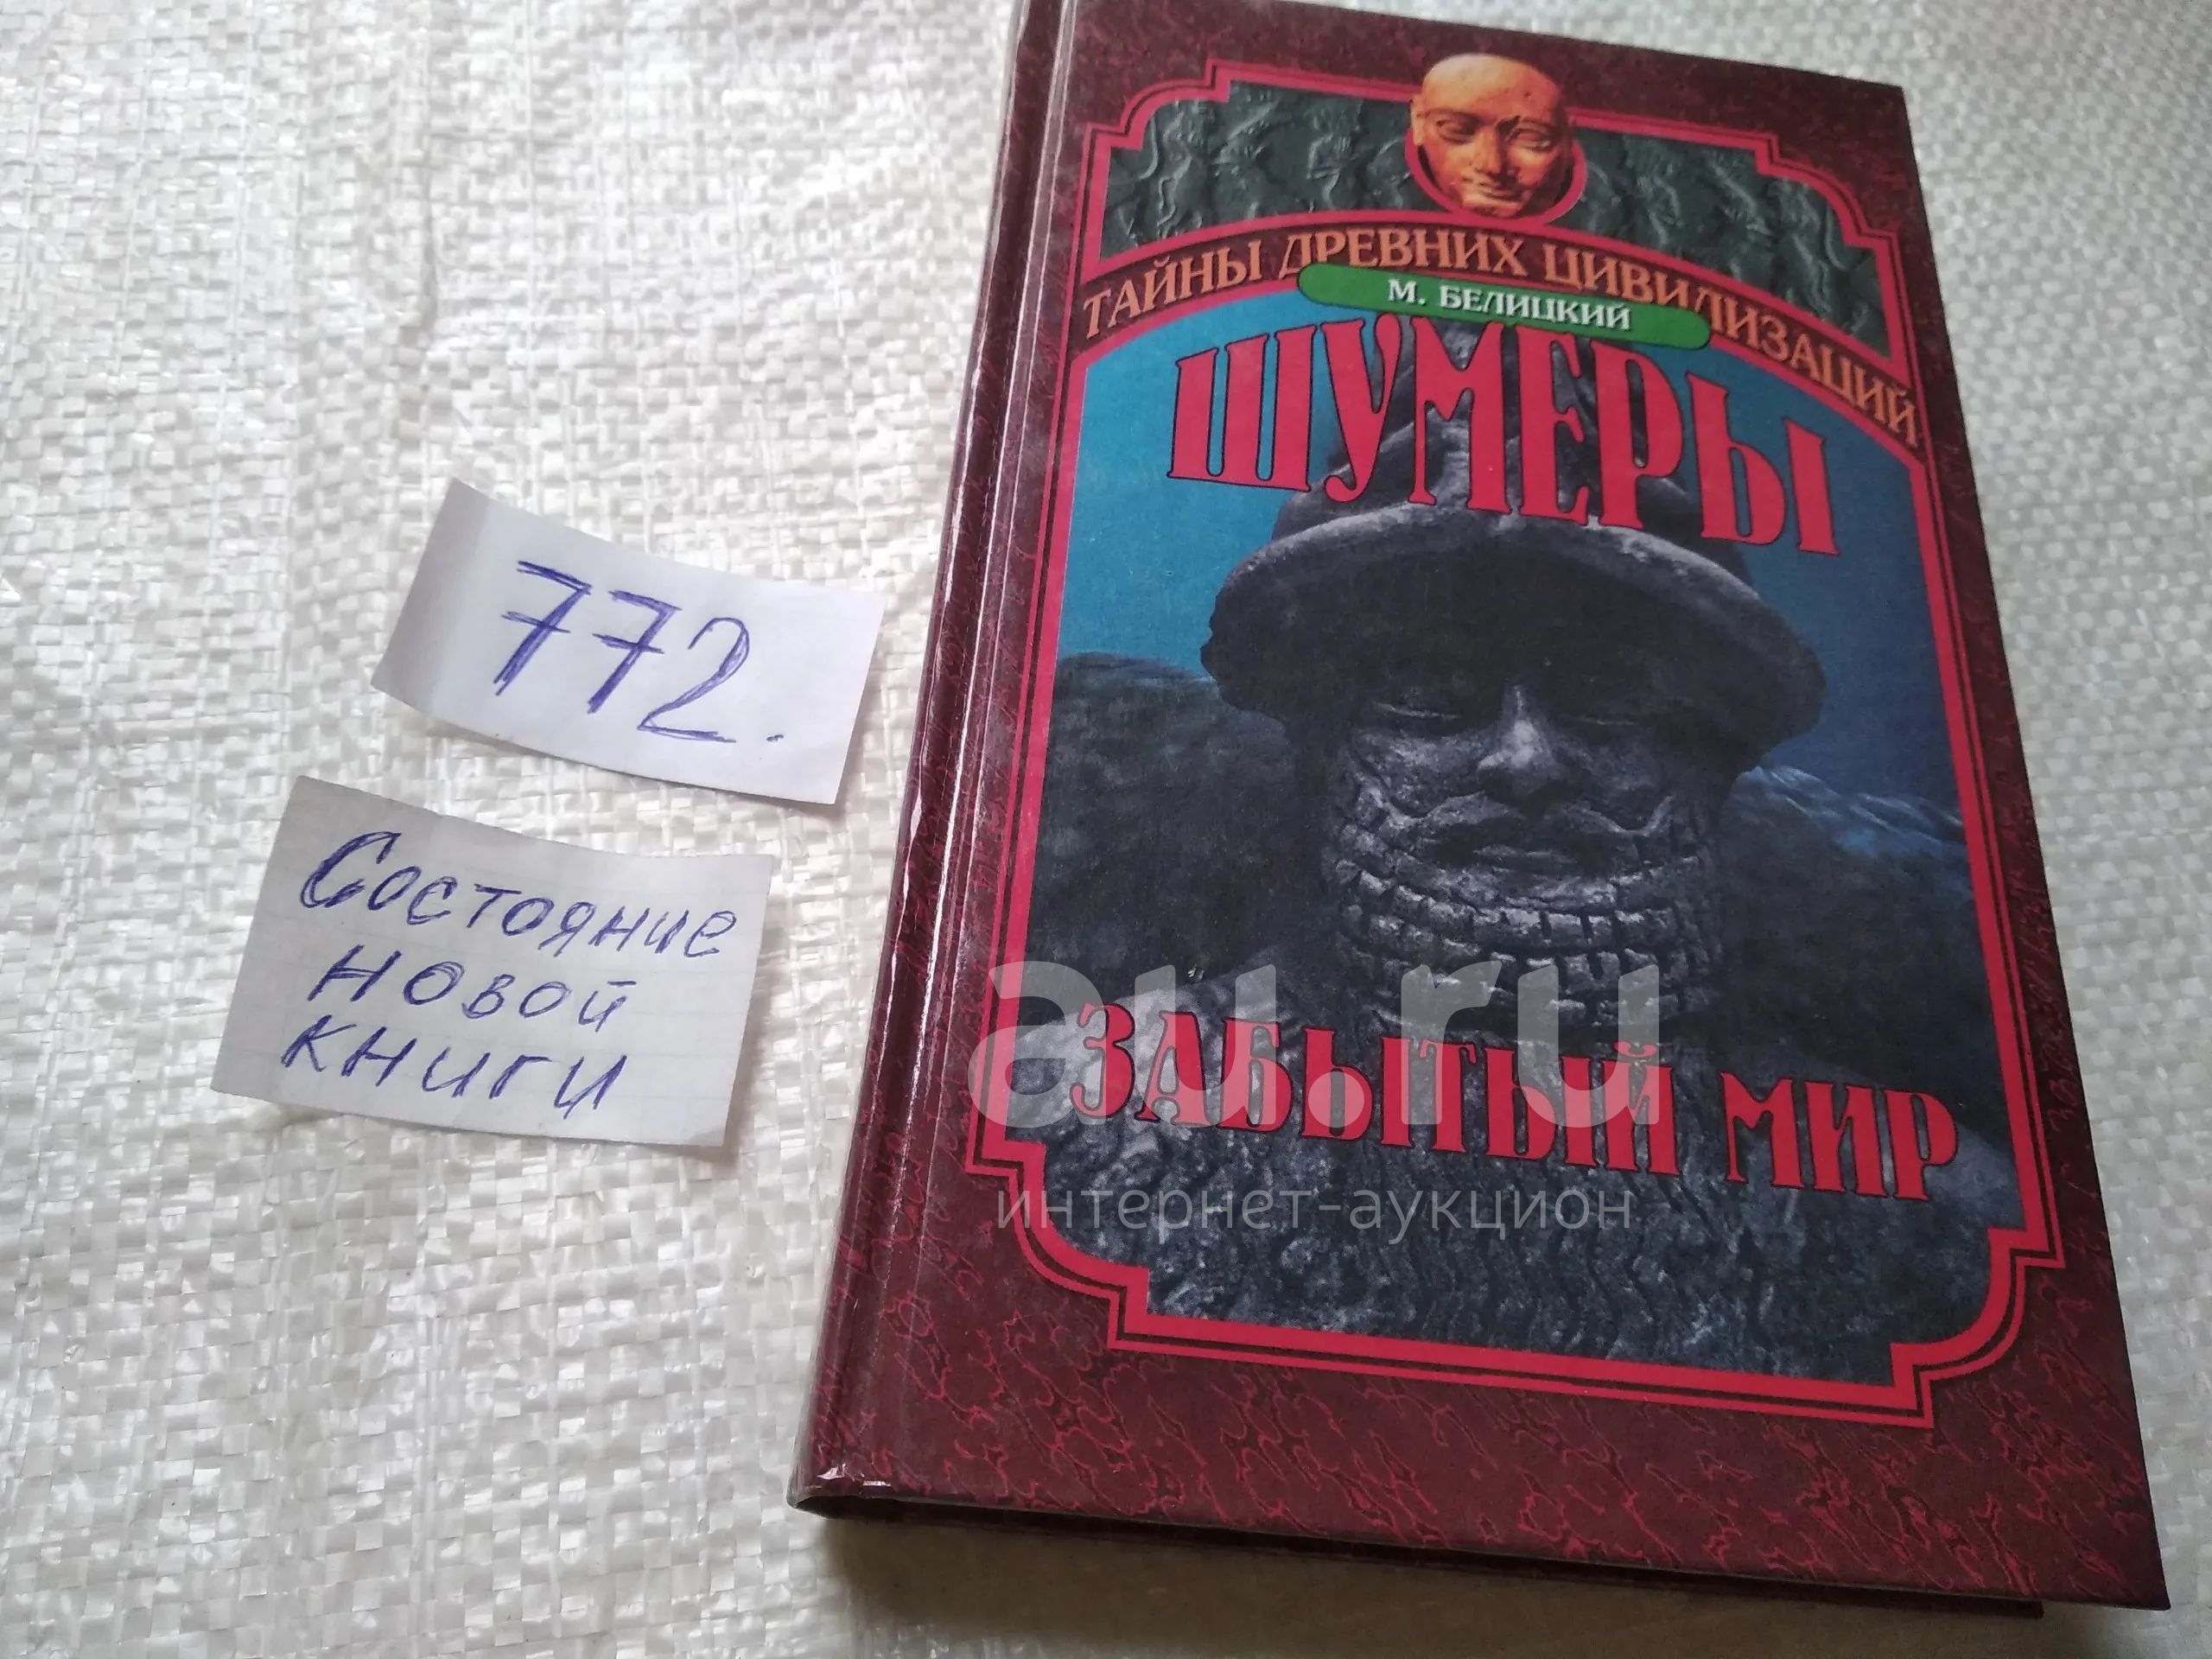 772.
Состояние
новой
книги
ТАЙНЫ ДРЕВНИХ ЦИВИЛИЗАЦИЙ
М. БЕЛИЦКИЙ
ШУМЕРЫ
ЗАБЫТЫЙ МИР
au.ru
интернет-аукцион